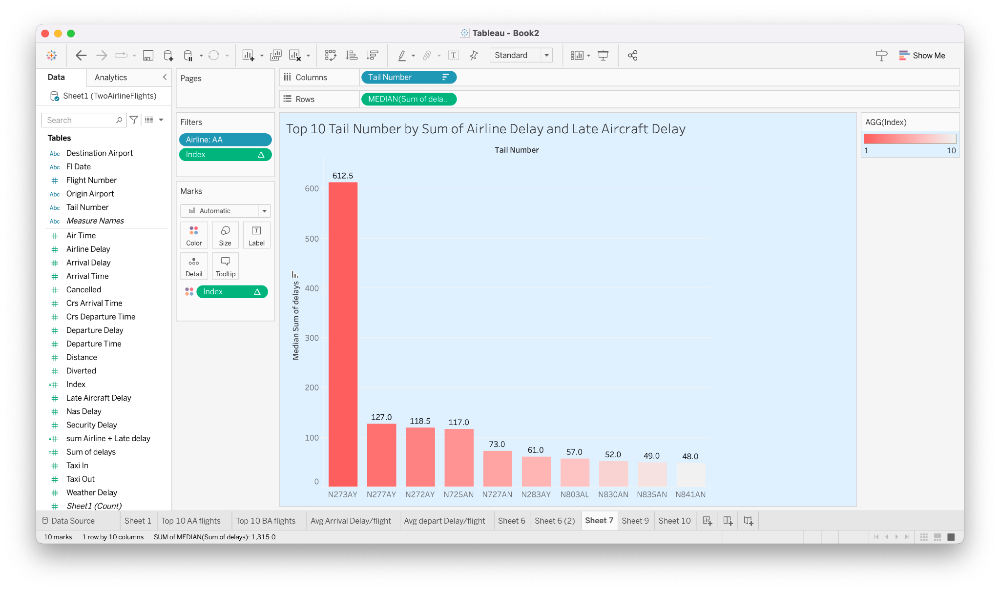 Tableau - Book2
Standard
Show Me
Data
Analytics
Sheet1 (TwoAirlineFlights)
Search
Tables
Abc Destination Airport
Abc Fl Date
# Flight Number
Abc Origin Airport
Abc Tail Number
Abc Measure Names
# Air Time
# Airline Delay
# Arrival Delay
# Arrival Time
# Cancelled
# Crs Arrival Time
# Crs Departure Time
# Departure Delay
# Departure Time
# Distance
# Diverted
=# Index
# Late Aircraft Delay
# Nas Delay
# Security Delay
=# sum Airline + Late delay
=# Sum of delays
# Taxi In
# Taxi Out
# Weather Delay
# Sheet1 (Count)
Pages
Filters
Airline: AA
Index
Marks
Automatic
Color
Size
Label
Detail
Tooltip
Index
Columns
Tail Number
Rows
MEDIAN(Sum of dela..
Top 10 Tail Number by Sum of Airline Delay and Late Aircraft Delay
Tail Number
Median Sum of delays
600
500
400
300
200
100
0
612.5
127.0
118.5
117.0
73.0
61.0
57.0
52.0
49.0
48.0
N273AY
N277AY
N272AY
N725AN
N727AN
N283AY
N803AL
N830AN
N835AN
N841AN
AGG(Index)
1
10
Data Source
Sheet 1
Top 10 AA flights
Top 10 BA flights
Avg Arrival Delay/flight
Avg depart Delay/flight
Sheet 6
Sheet 6 (2)
Sheet 7
Sheet 9
Sheet 10
10 marks
1 row by 10 columns
SUM of MEDIAN(Sum of delays): 1,315.0